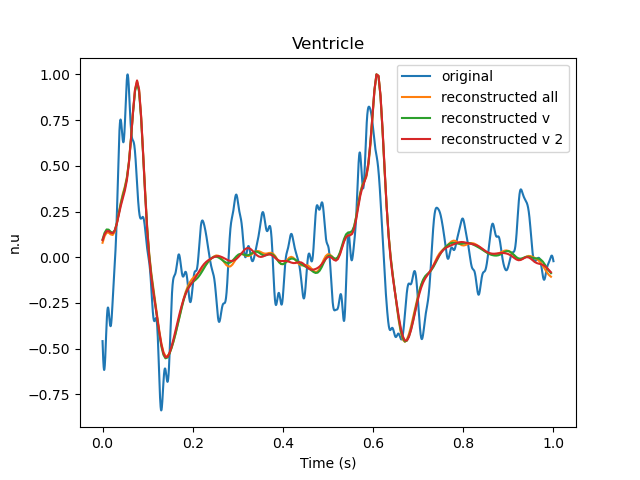 Ventricle
original
reconstructed all
reconstructed v
reconstructed v 2
n.u
1.00
0.75
0.50
0.25
0.00
−0.25
−0.50
−0.75
0.0 0.2 0.4 0.6 0.8 1.0
Time (s)